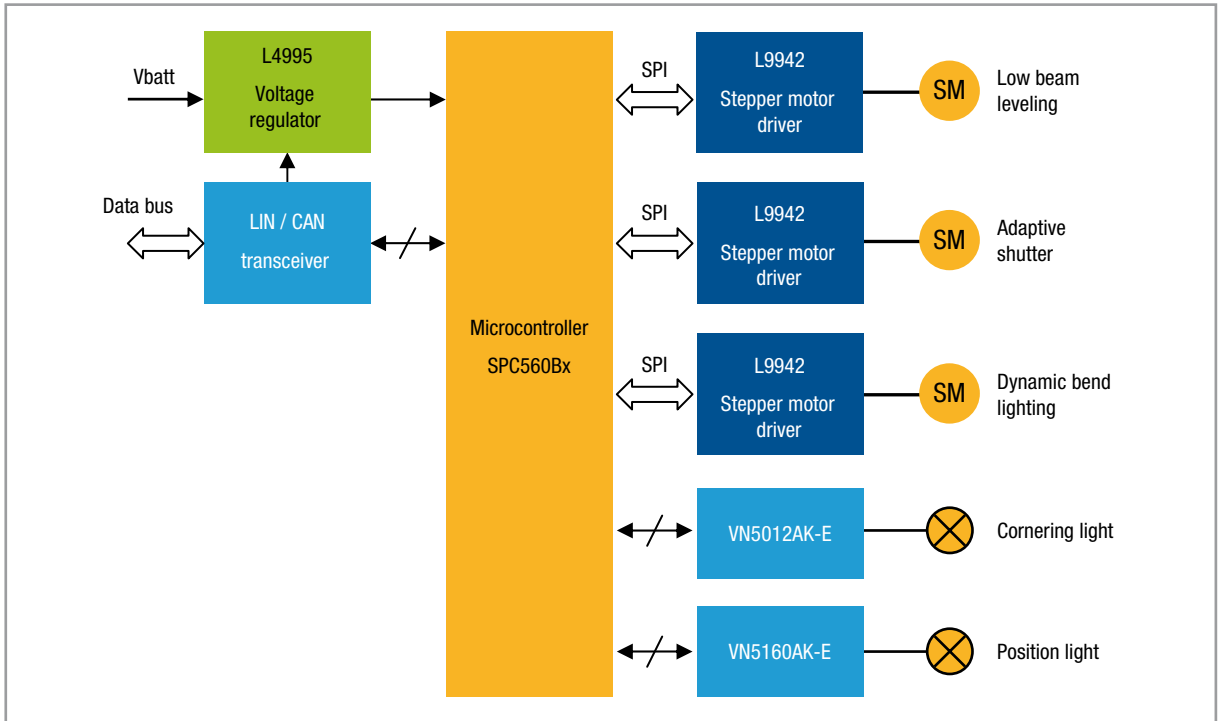 Vbatt
L4995
Voltage
regulator
Data bus
LIN / CAN
transceiver
Microcontroller
SPC560Bx
SPI
L9942
Stepper motor
driver
SM
Low beam
leveling
SPI
L9942
Stepper motor
driver
SM
Adaptive
shutter
SPI
L9942
Stepper motor
driver
SM
Dynamic bend
lighting
VN5012AK-E
Cornering light
VN5160AK-E
Position light